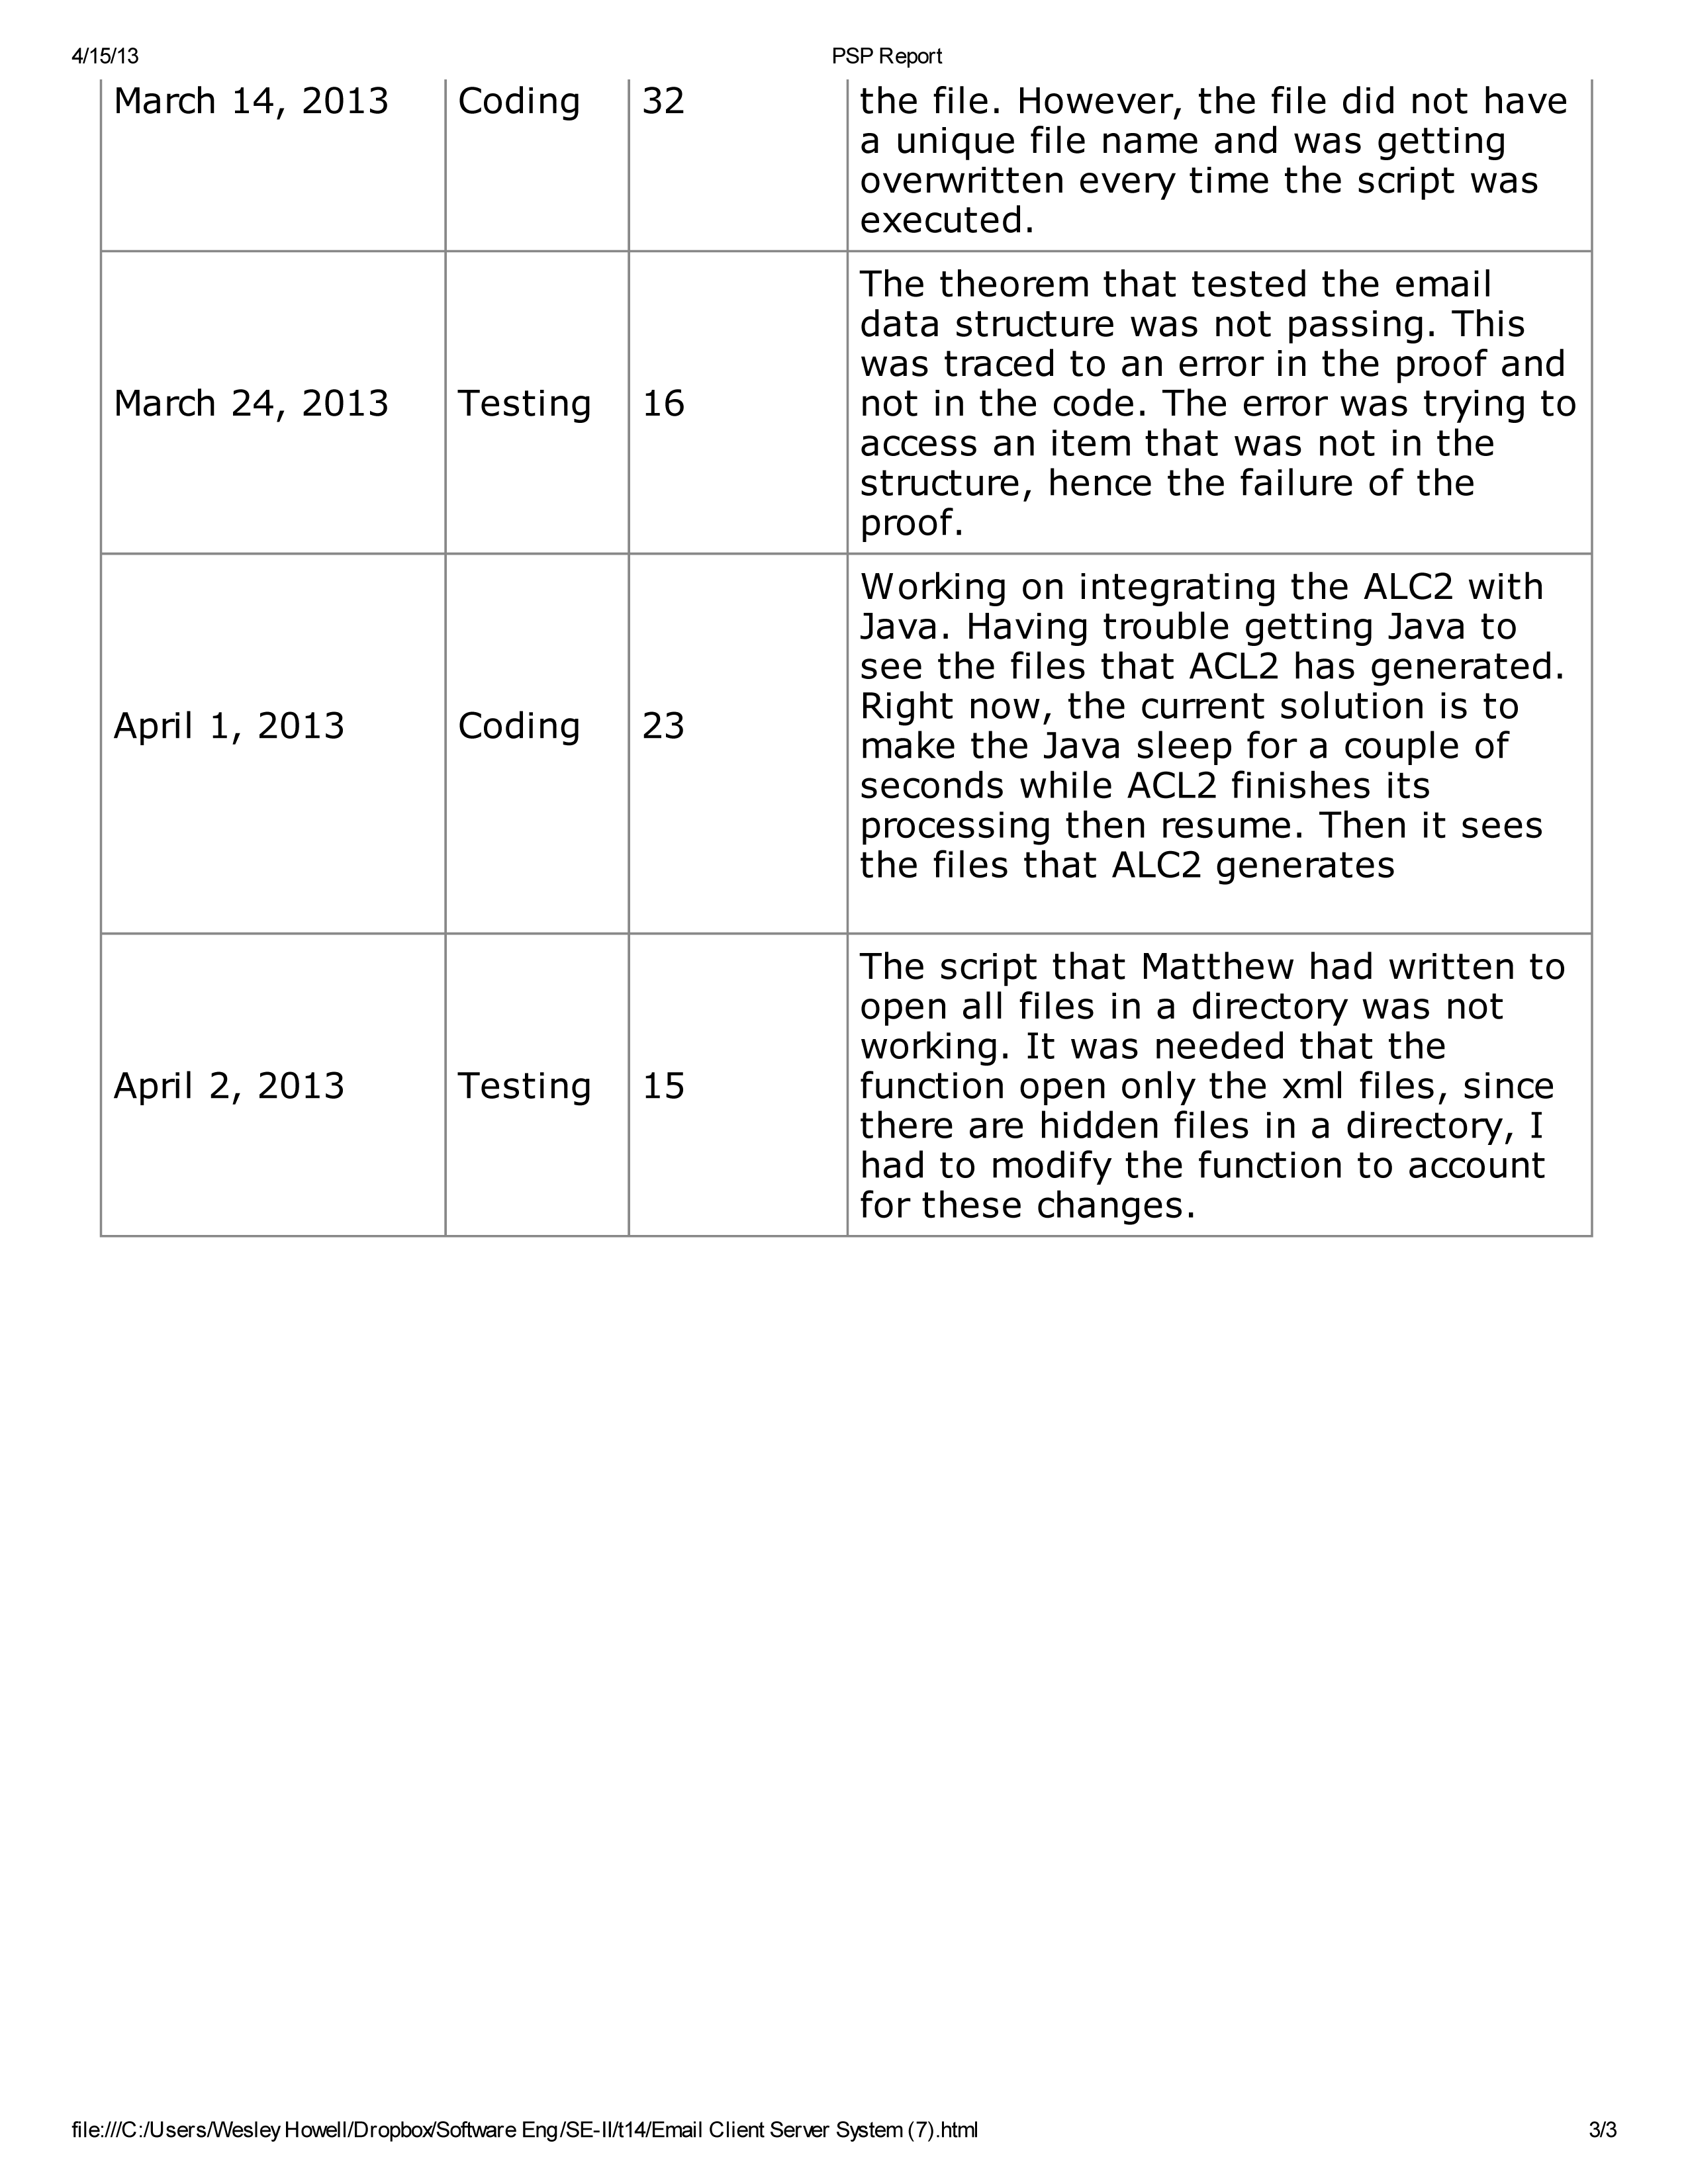 4/15/13 PSP Report
March 14, 2013 Coding 32 the file. However, the file did not have
a unique file name and was getting
overwritten every time the script was
executed.
The theorem that tested the email
data structure was not passing. This
was traced to an error in the proof and
March 24, 2013 Testing 16 not in the code. The error was trying to
access an item that was not in the
structure, hence the failure of the
proof.
Working on integrating the ALC2 with
Java. Having trouble getting Java to
see the files that ACL2 has generated.
Right now, the current solution is to
April 1, 2013 Coding 23 make the Java sleep for a couple of
seconds while ACL2 finishes its
processing then resume. Then it sees
the files that ALC2 generates
The script that Matthew had written to
open all files in a directory was not
working. It was needed that the
April 2, 2013 Testing 15 function open only the xml files, since
there are hidden files in a directory, I
had to modify the function to account
for these changes.
file:///C:/Users/Wesley Howell/Dropbox/Software Eng/SE-II/t14/Email Client Server System (7).html 3/3